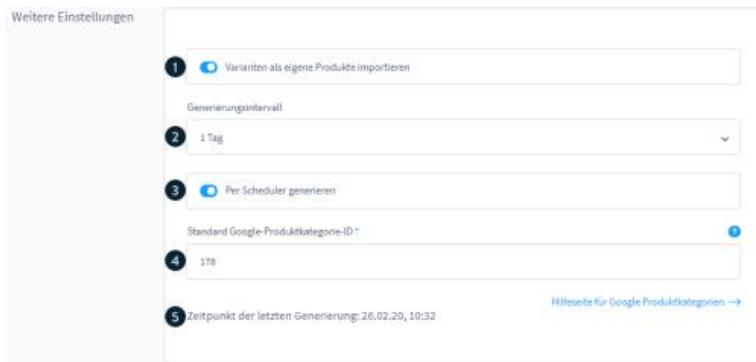 Weitere Einstellungen
1 Varianten als eigene Produkte importieren
Generierungsintervall
2 1 Tag
3 Per Scheduler generieren
Standard Google-Produktkategorie-ID * ?
4 178
Hilfeseite für Google Produktkategorien →
5 Zeitpunkt der letzten Generierung: 26.02.20, 10:32